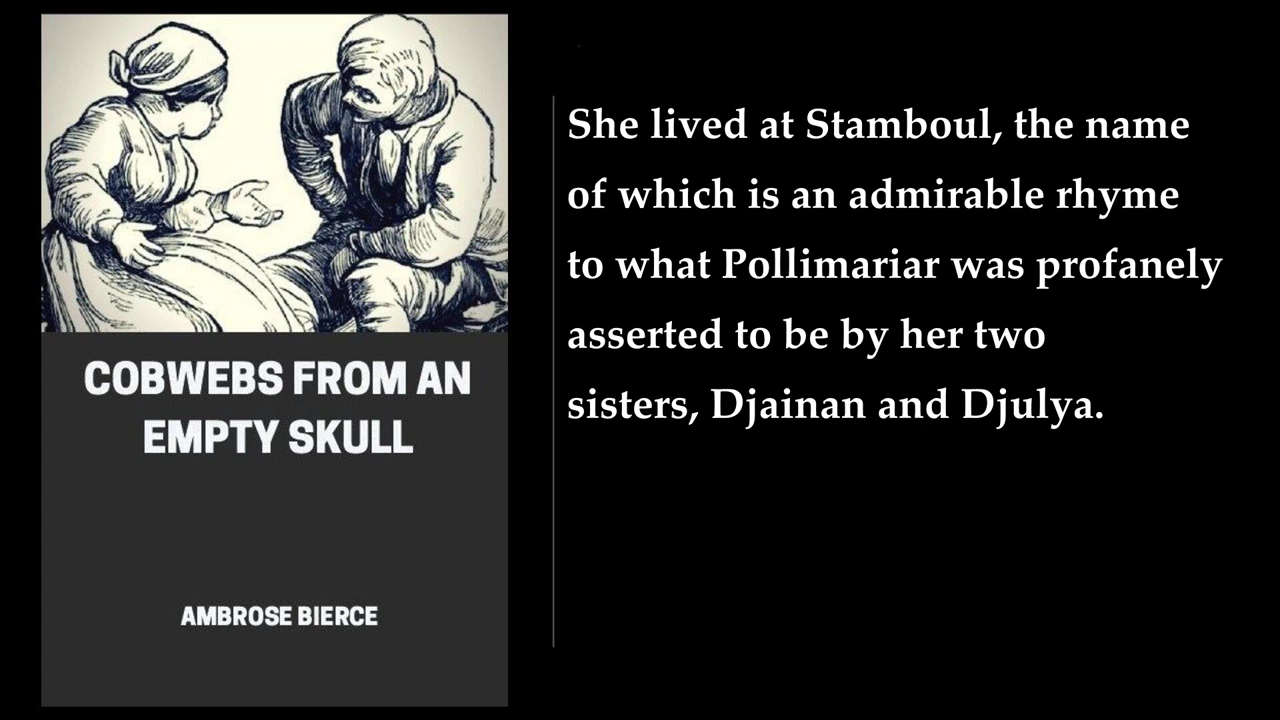 COBWEBS FROM AN
EMPTY SKULL
AMBROSE BIERCE
She lived at Stamboul, the name
of which is an admirable rhyme
to what Pollimariar was profanely
asserted to be by her two
sisters, Djainan and Djulya.